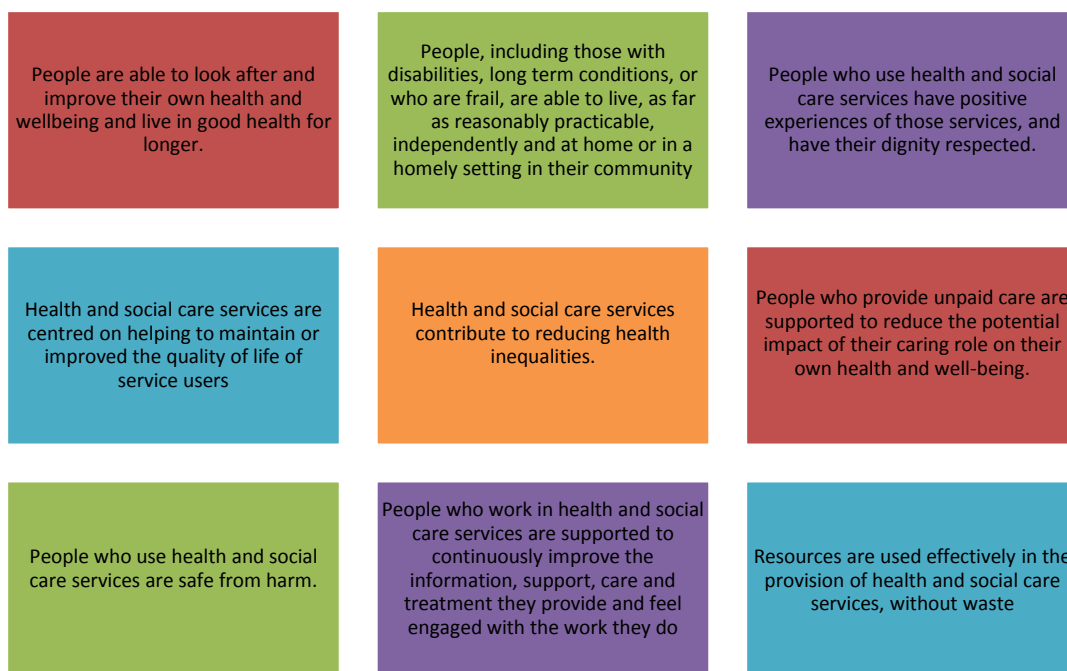 People are able to look after and
improve their own health and
wellbeing and live in good health for
longer.
People, including those with
disabilities, long term conditions, or
who are frail, are able to live, as far
as reasonably practicable,
independently and at home or in a
homely setting in their community
People who use health and social
care services have positive
experiences of those services, and
have their dignity respected.
Health and social care services are
centred on helping to maintain or
improved the quality of life of
service users
Health and social care services
contribute to reducing health
inequalities.
People who provide unpaid care are
supported to reduce the potential
impact of their caring role on their
own health and well-being.
People who use health and social
care services are safe from harm.
People who work in health and social
care services are supported to
continuously improve the
information, support, care and
treatment they provide and feel
engaged with the work they do
Resources are used effectively in the
provision of health and social care
services, without waste